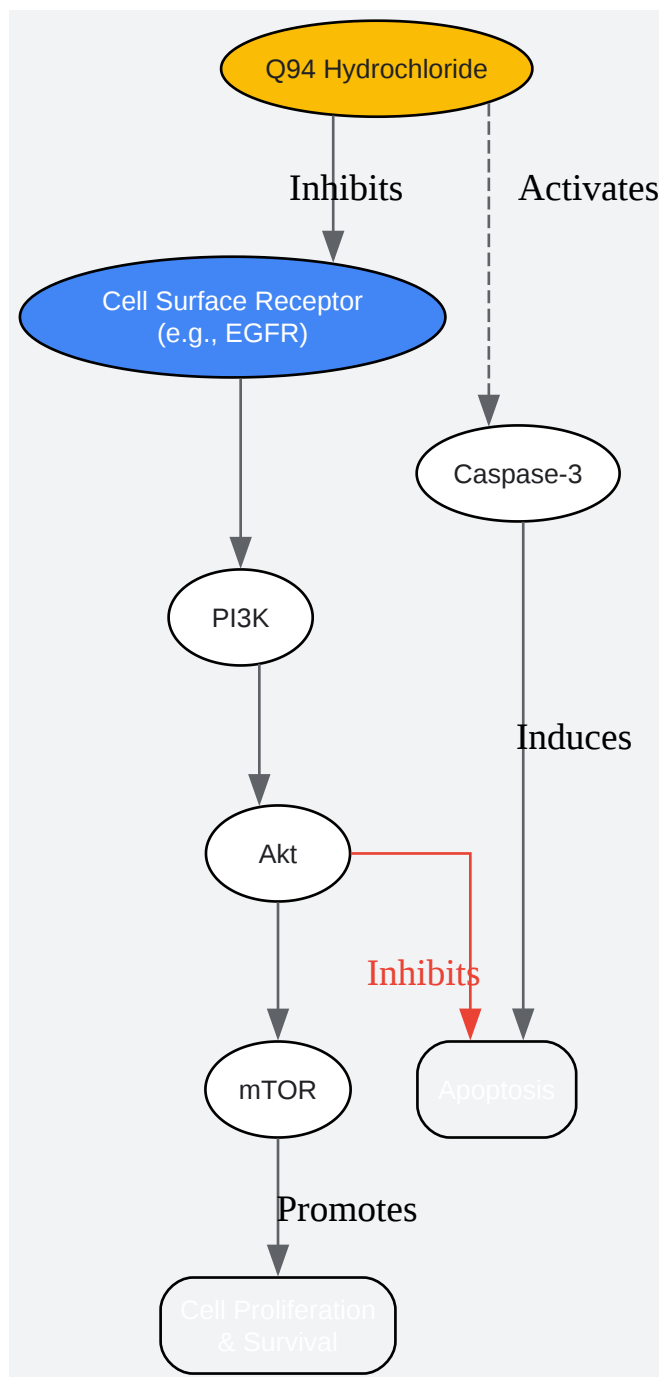 Q94 Hydrochloride
Inhibits
Activates
Cell Surface Receptor
(e.g., EGFR)
Caspase-3
PI3K
Induces
Akt
Inhibits
mTOR
Apoptosis
Promotes
Cell Proliferation
& Survival